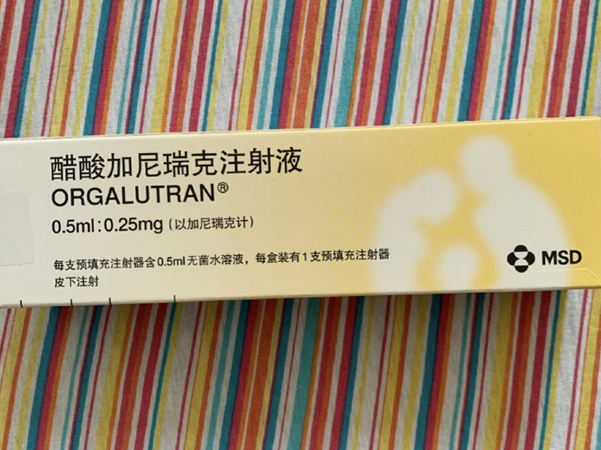 醋酸加尼瑞克注射液
ORGALUTRAN®
0.5ml:0.25mg (以加尼瑞克计)
每支预填充注射器含0.5ml无菌水溶液，每盒装有1支预填充注射器
皮下注射
MSD